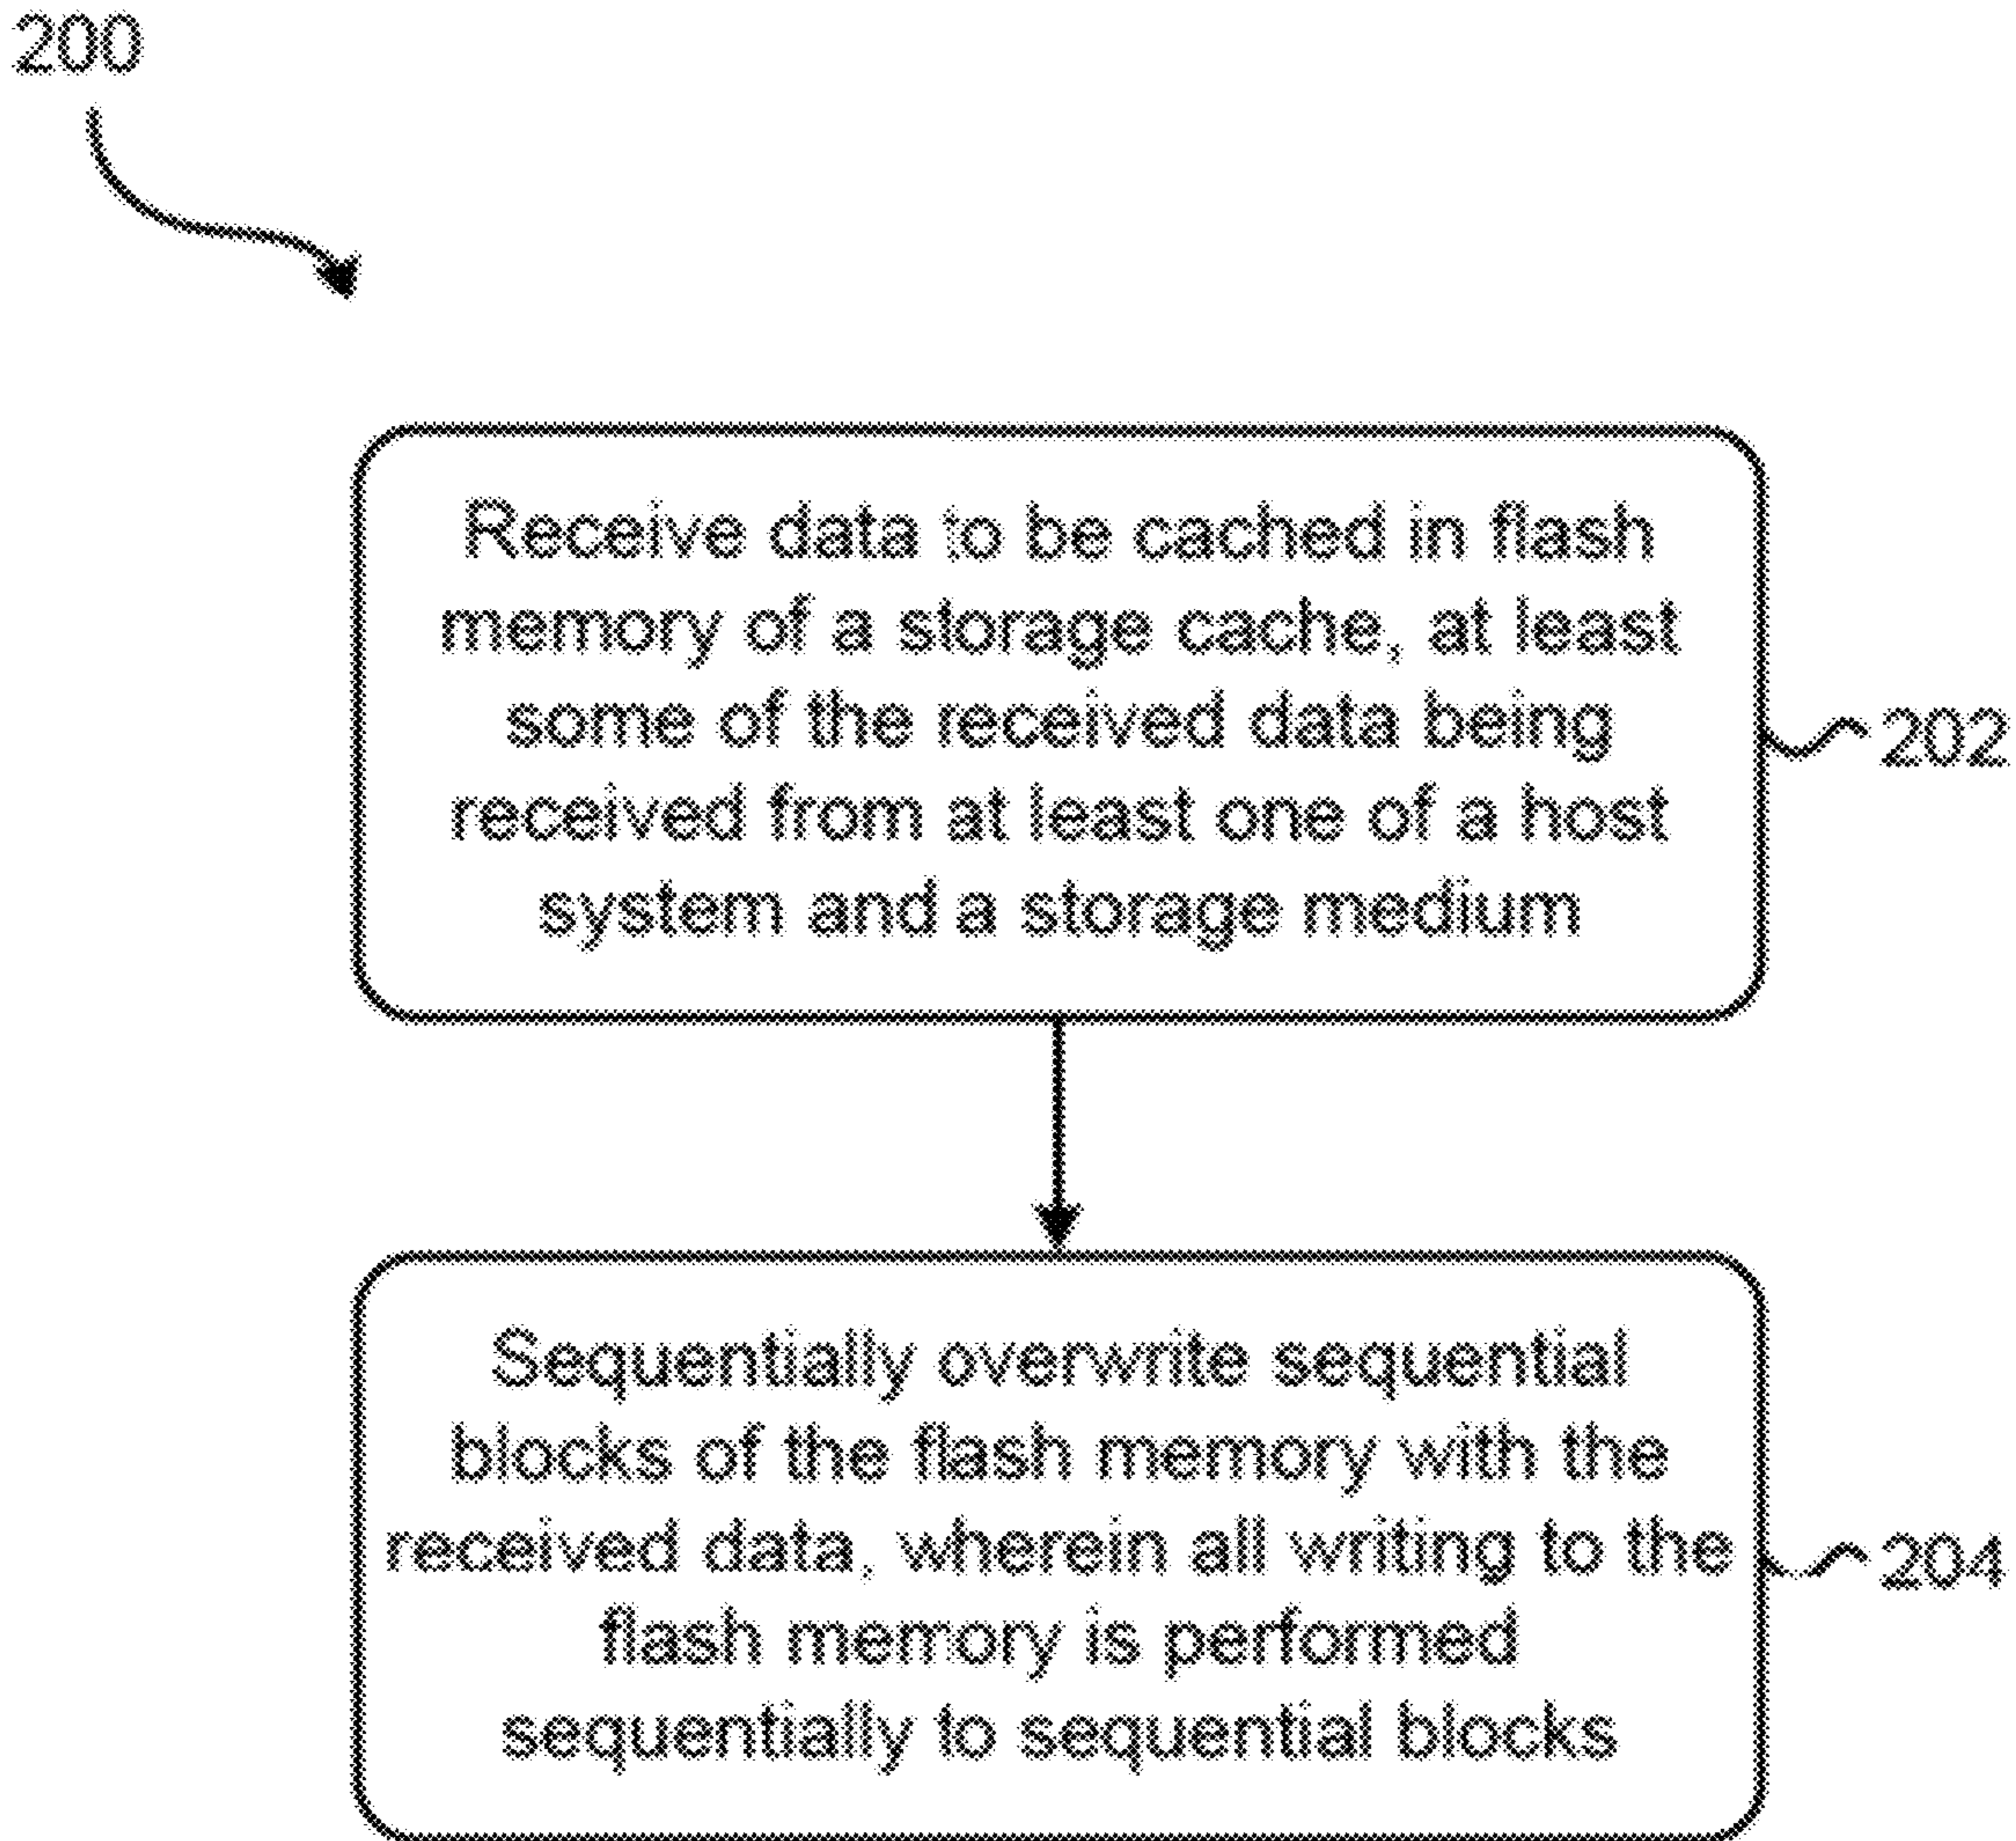 200
Receive data to be cached in flash
memory of a storage cache, at least
some of the received data being
received from at least one of a host
system and a storage medium
202
Sequentially overwrite sequential
blocks of the flash memory with the
received data, wherein all writing to the
flash memory is performed
sequentially to sequential blocks
204